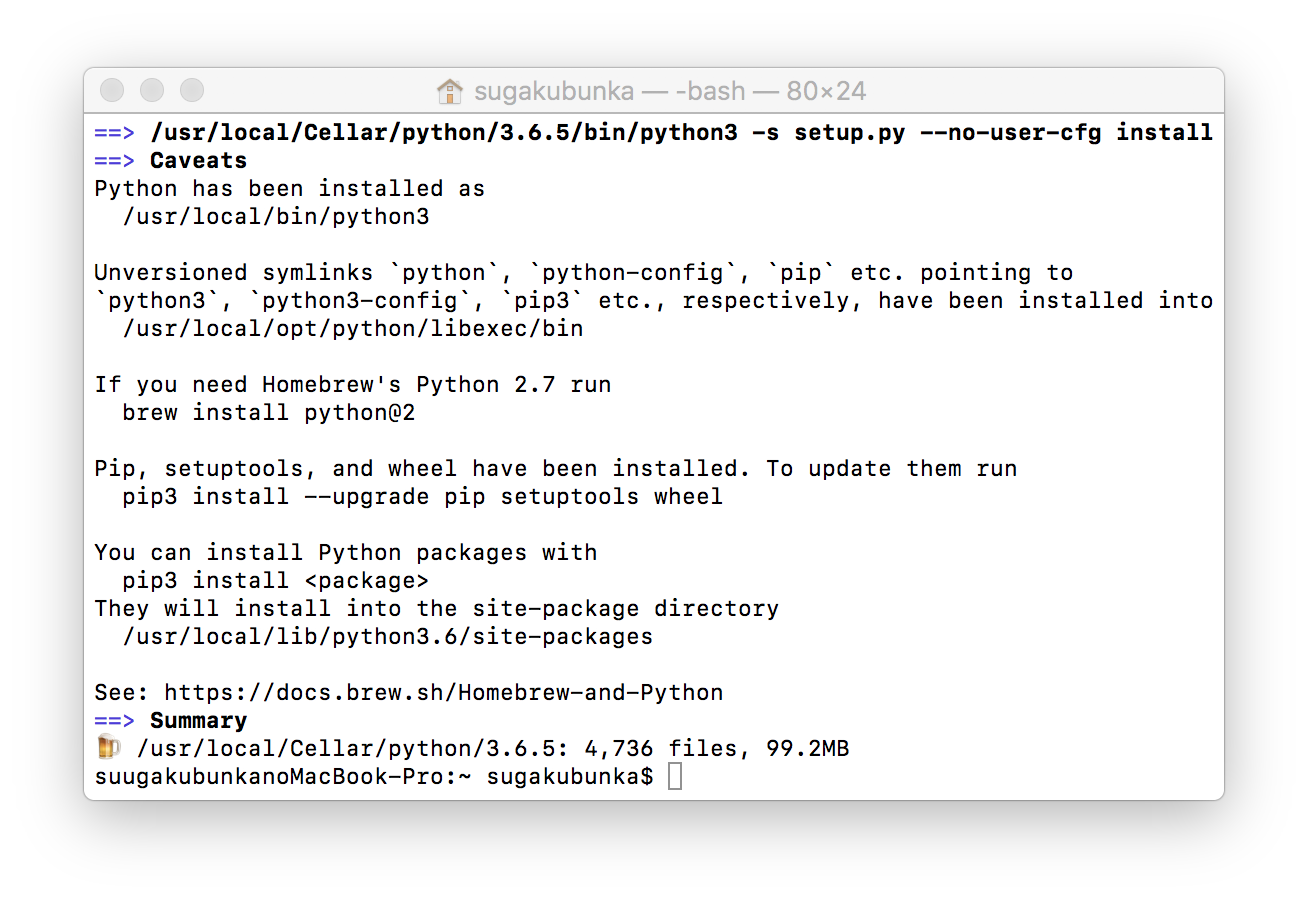 sugakubunka — -bash — 80×24
==> /usr/local/Cellar/python/3.6.5/bin/python3 -s setup.py --no-user-cfg install
==> Caveats
Python has been installed as
  /usr/local/bin/python3

Unversioned symlinks `python`, `python-config`, `pip` etc. pointing to
`python3`, `python3-config`, `pip3` etc., respectively, have been installed into
  /usr/local/opt/python/libexec/bin

If you need Homebrew's Python 2.7 run
  brew install python@2

Pip, setuptools, and wheel have been installed. To update them run
  pip3 install --upgrade pip setuptools wheel

You can install Python packages with
  pip3 install <package>
They will install into the site-package directory
  /usr/local/lib/python3.6/site-packages

See: https://docs.brew.sh/Homebrew-and-Python
==> Summary
🍺 /usr/local/Cellar/python/3.6.5: 4,736 files, 99.2MB
suugakubunkanoMacBook-Pro:~ sugakubunka$